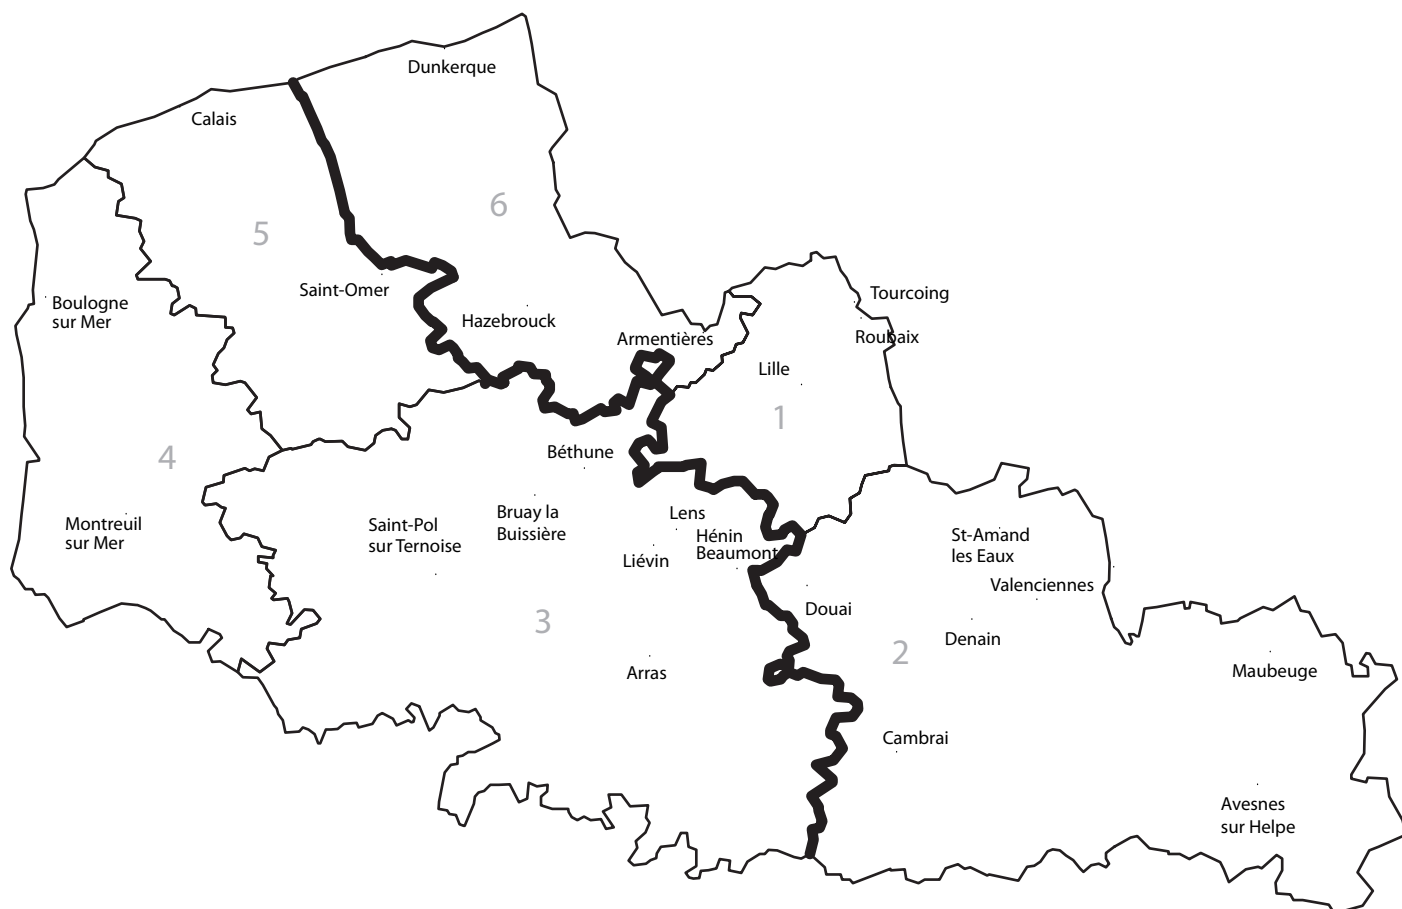 Dunkerque
Calais
6
5
Saint-Omer
Boulogne
sur Mer
Hazebrouck
Armentières
Tourcoing
Roubaix
Lille
1
4
Béthune
Montreuil
sur Mer
Saint-Pol
sur Ternoise
Bruay la
Buissière
Lens
Hénin
Beaumont
Liévin
St-Amand
les Eaux
Valenciennes
Douai
3
2
Denain
Arras
Maubeuge
Cambrai
Avesnes
sur Helpe